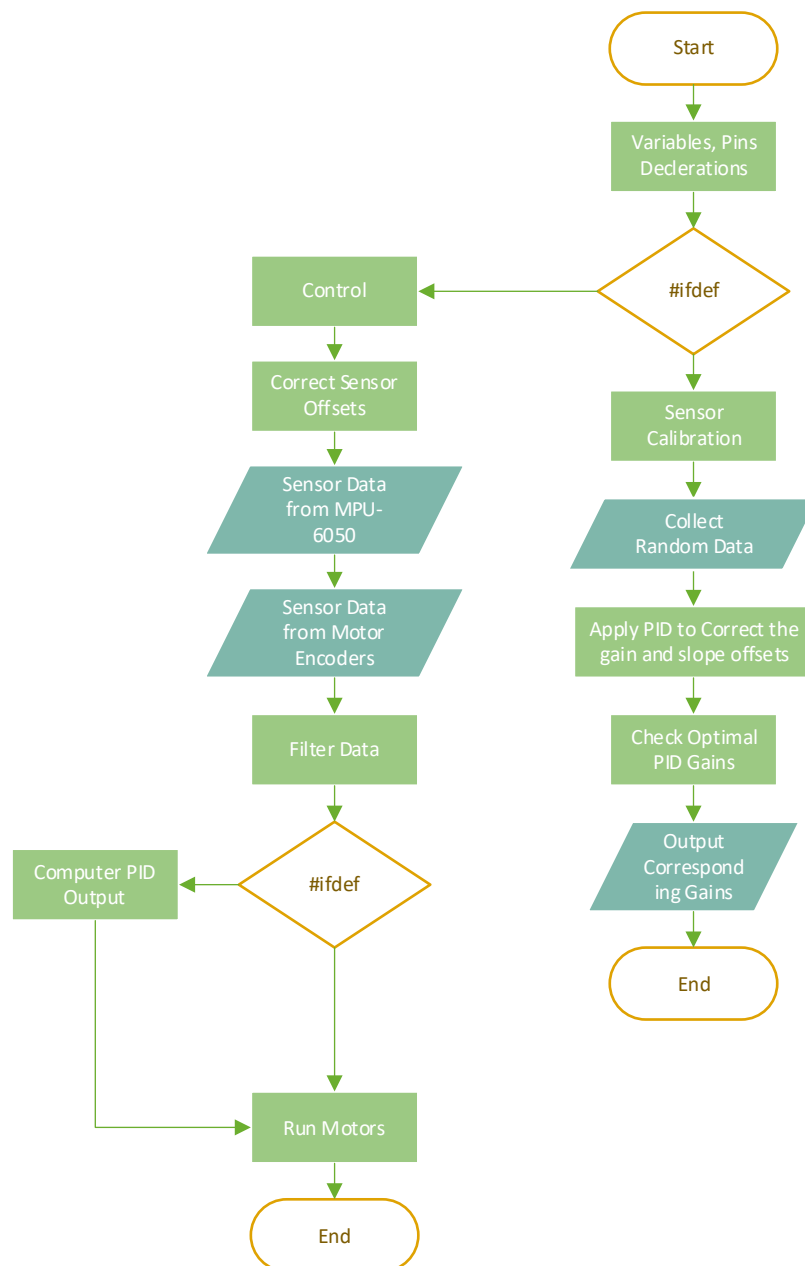 Start
Variables, Pins
Declerations
#ifdef
Control
Correct Sensor
Offsets
Sensor Data
from MPU-
6050
Sensor Data
from Motor
Encoders
Filter Data
#ifdef
Computer PID
Output
Run Motors
End
Sensor
Calibration
Collect
Random Data
Apply PID to Correct the
gain and slope offsets
Check Optimal
PID Gains
Output
Correspond
ing Gains
End